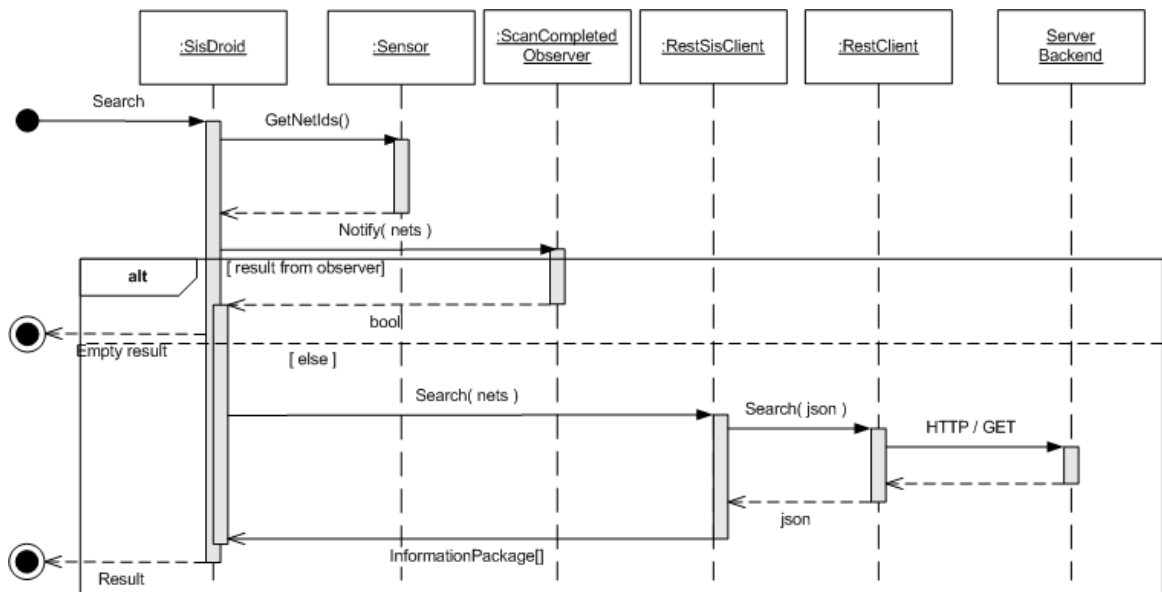 :SisDroid
:Sensor
:ScanCompleted
Observer
:RestSisClient
:RestClient
Server
Backend
Search
GetNetIds()
Notify( nets )
alt
[ result from observer]
bool
Empty result
[ else ]
Search( nets )
Search( json )
HTTP / GET
json
InformationPackage[]
Result